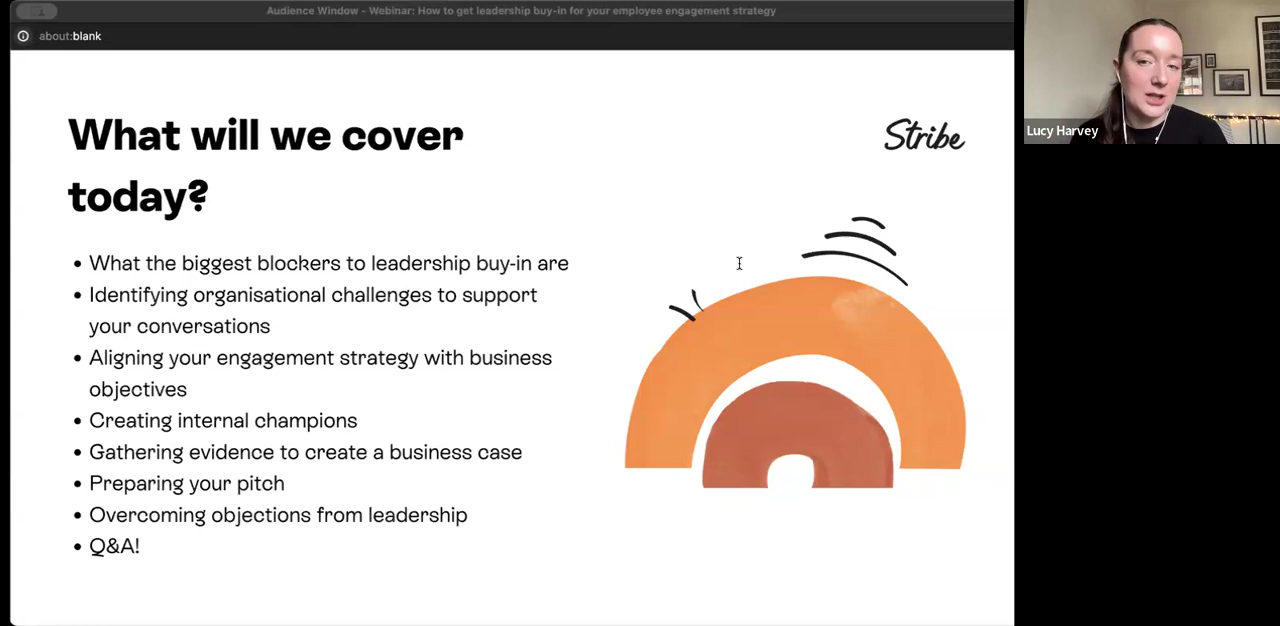 Audience Window - Webinar: How to get leadership buy-in for your employee engagement strategy
about:blank
What will we cover
today?
Stribe
• What the biggest blockers to leadership buy-in are
• Identifying organisational challenges to support
your conversations
• Aligning your engagement strategy with business
objectives
• Creating internal champions
• Gathering evidence to create a business case
• Preparing your pitch
• Overcoming objections from leadership
• Q&A!
Lucy Harvey